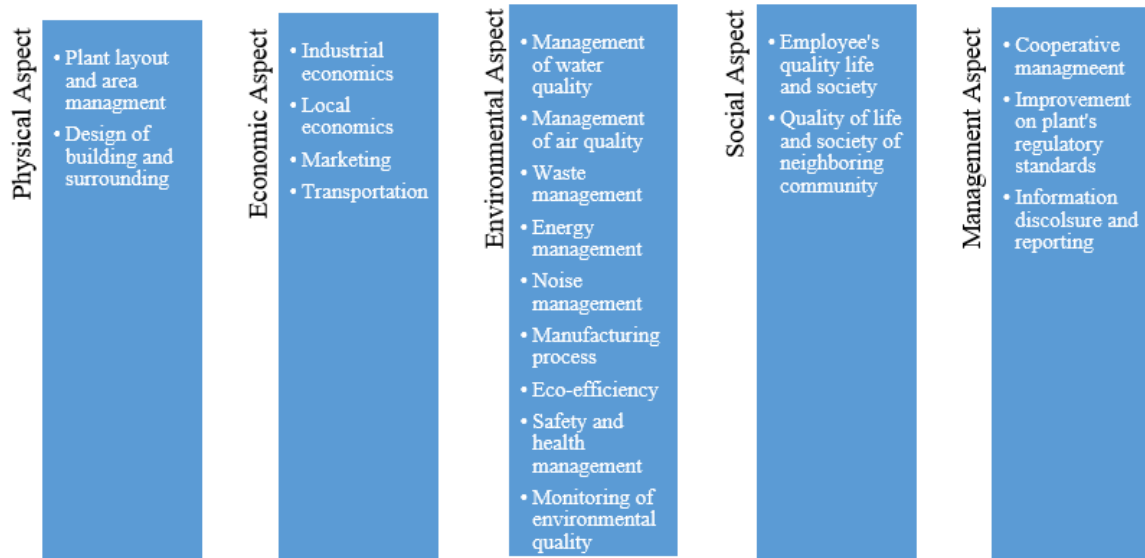 Physical Aspect
• Plant layout
and area
managment
• Design of
building and
surrounding
Economic Aspect
• Industrial
economics
• Local
economics
• Marketing
• Transportation
Environmental Aspect
• Management
of water
quality
• Management
of air quality
• Waste
management
• Energy
management
• Noise
management
• Manufacturing
process
• Eco-efficiency
• Safety and
health
management
• Monitoring of
environmental
quality
Social Aspect
• Employee's
quality life
and society
• Quality of life
and society of
neighboring
community
Management Aspect
• Cooperative
managmeent
• Improvement
on plant's
regulatory
standards
• Information
discolsure and
reporting